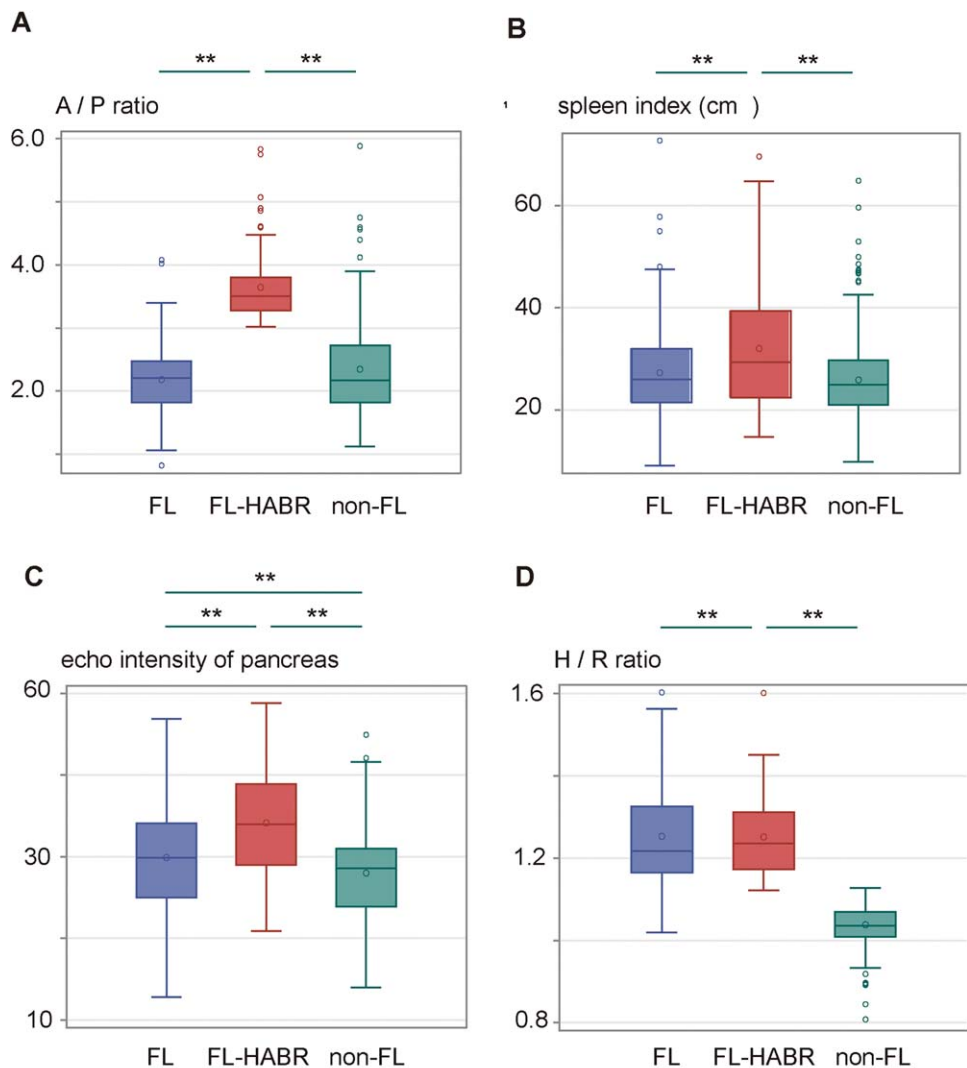 A
** **
A / P ratio
6.0
4.0
2.0
FL FL-HABR non-FL
B
** **
1 spleen index (cm )
60
40
20
FL FL-HABR non-FL
C
**
** **
echo intensity of pancreas
60
30
10
FL FL-HABR non-FL
D
** **
H / R ratio
1.6
1.2
0.8
FL FL-HABR non-FL